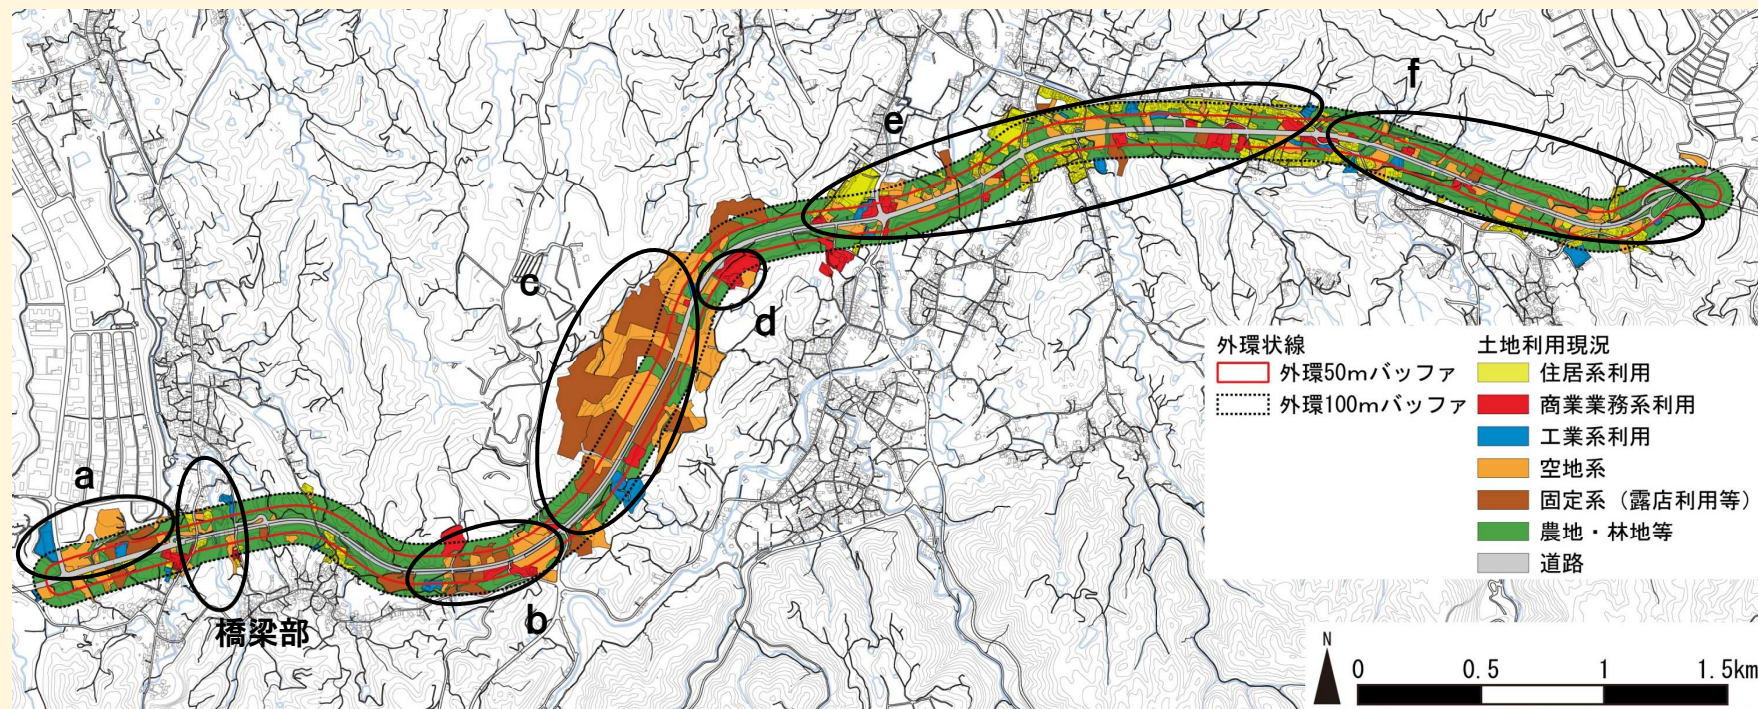 f
e
c
d
外環状線
土地利用現況
外環50mバッファ
住居系利用
外環100mバッファ
商業業務系利用
工業系利用
空地系
固定系（露店利用等）
農地・林地等
道路
a
b
橋梁部
N
0 0.5 1 1.5km